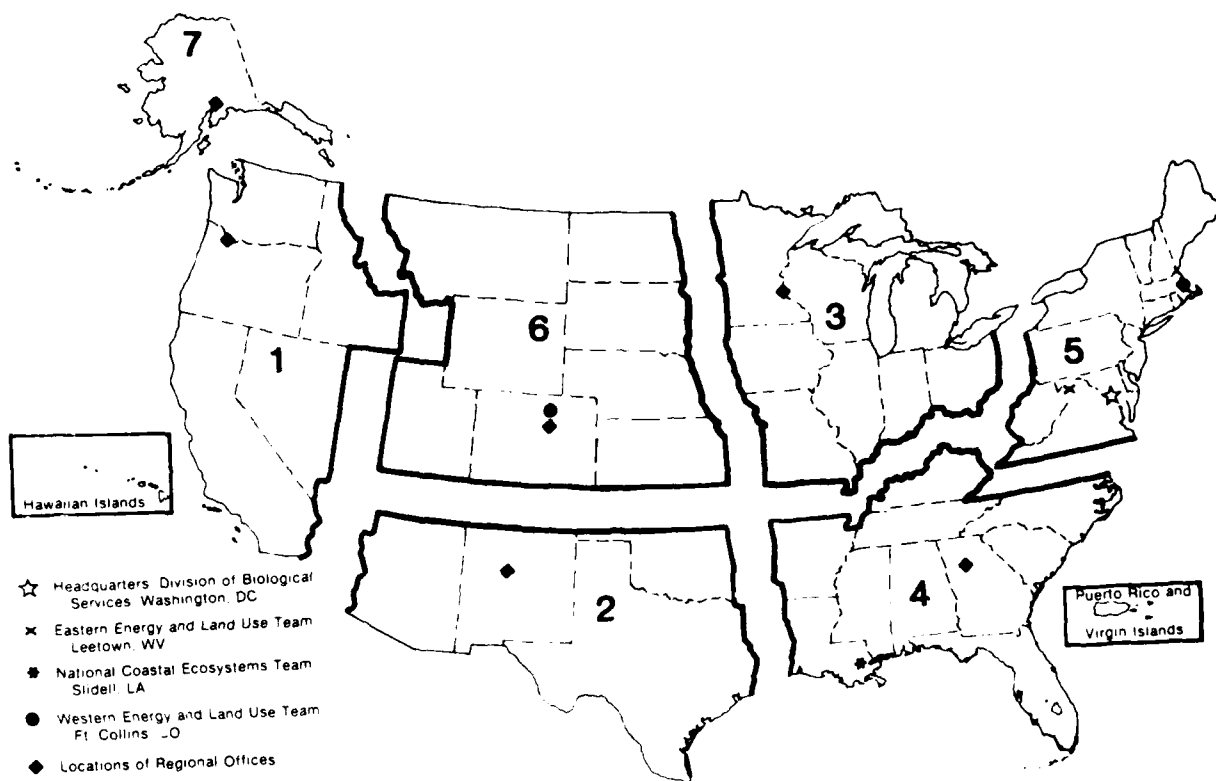 7
1
6
3
5
2
4
Hawaiian Islands
Puerto Rico and
Virgin Islands
Headquarters Division of Biological
Services Washington, DC
Eastern Energy and Land Use Team
Leetown, WV
National Coastal Ecosystems Team
Slidell, LA
Western Energy and Land Use Team
Ft. Collins
Locations of Regional Offices